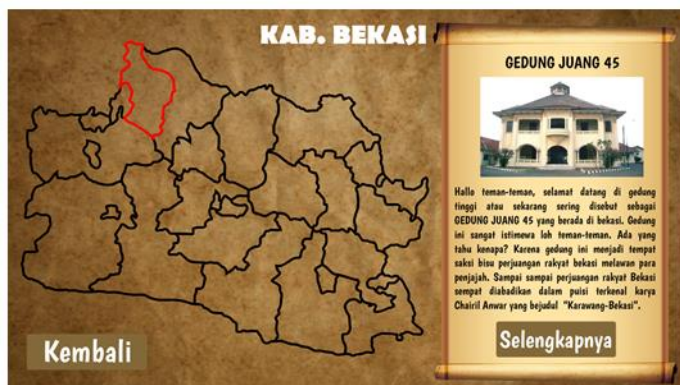 KAB. BEKASI
GEDUNG JUANG 45
Hallo teman-teman, selamat datang di gedung
tinggi atau sekarang sering disebut sebagai
GEDUNG JUANG 45 yang berada di bekasi. Gedung
ini sangat istimewa loh teman-teman. Ada yang
tahu kenapa? Karena gedung ini menjadi tempat
saksi bisu perjuangan rakyat bekasi melawan para
penjajah. Sampai sampai perjuangan rakyat Bekasi
sempat diabadikan dalam puisi terkenal karya
Chairil Anwar yang bejudul "Karawang-Bekasi".
Selengkapnya
Kembali